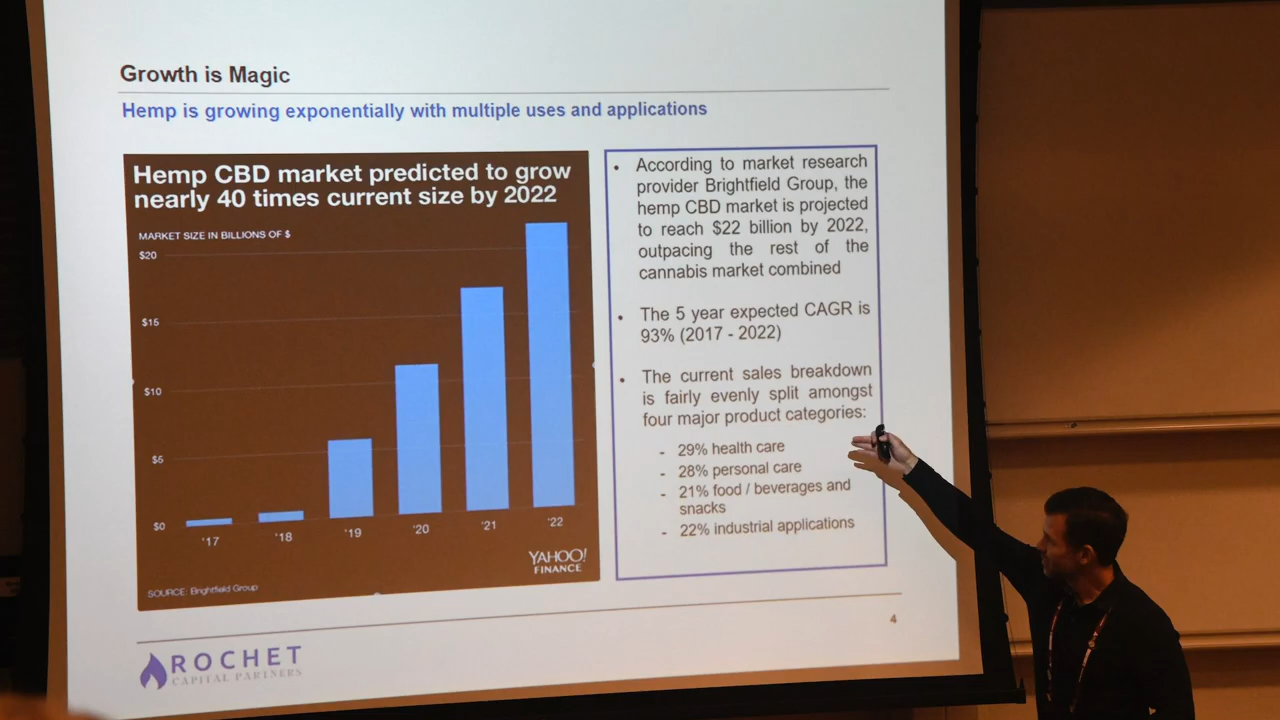 Growth is Magic
Hemp is growing exponentially with multiple uses and applications
Hemp CBD market predicted to grow
nearly 40 times current size by 2022
MARKET SIZE IN BILLIONS OF $
$20
$15
$10
$5
$0
'17
'18
'19
'20
'21
'22
YAHOO!
FINANCE
SOURCE: Brightfield Group
• According to market research
provider Brightfield Group, the
hemp CBD market is projected
to reach $22 billion by 2022,
outpacing the rest of the
cannabis market combined
• The 5 year expected CAGR is
93% (2017 - 2022)
• The current sales breakdown
is fairly evenly split amongst
four major product categories:
- 29% health care
- 28% personal care
- 21% food / beverages and
snacks
- 22% industrial applications
4
ROCHET
CAPITAL PARTNERS